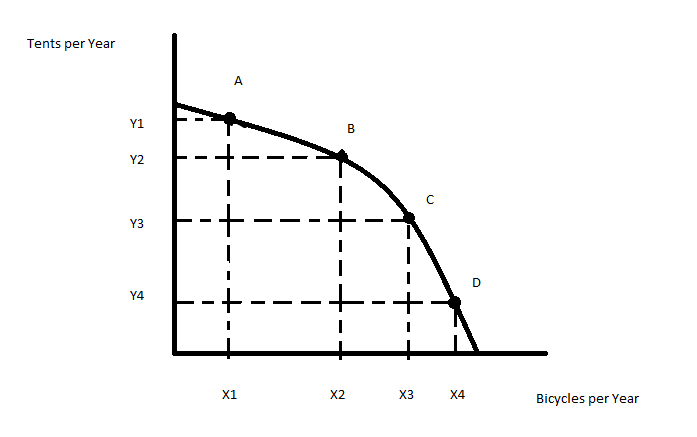 Tents per Year
A
Y1
B
Y2
C
Y3
D
Y4
X1
X2
X3
X4
Bicycles per Year